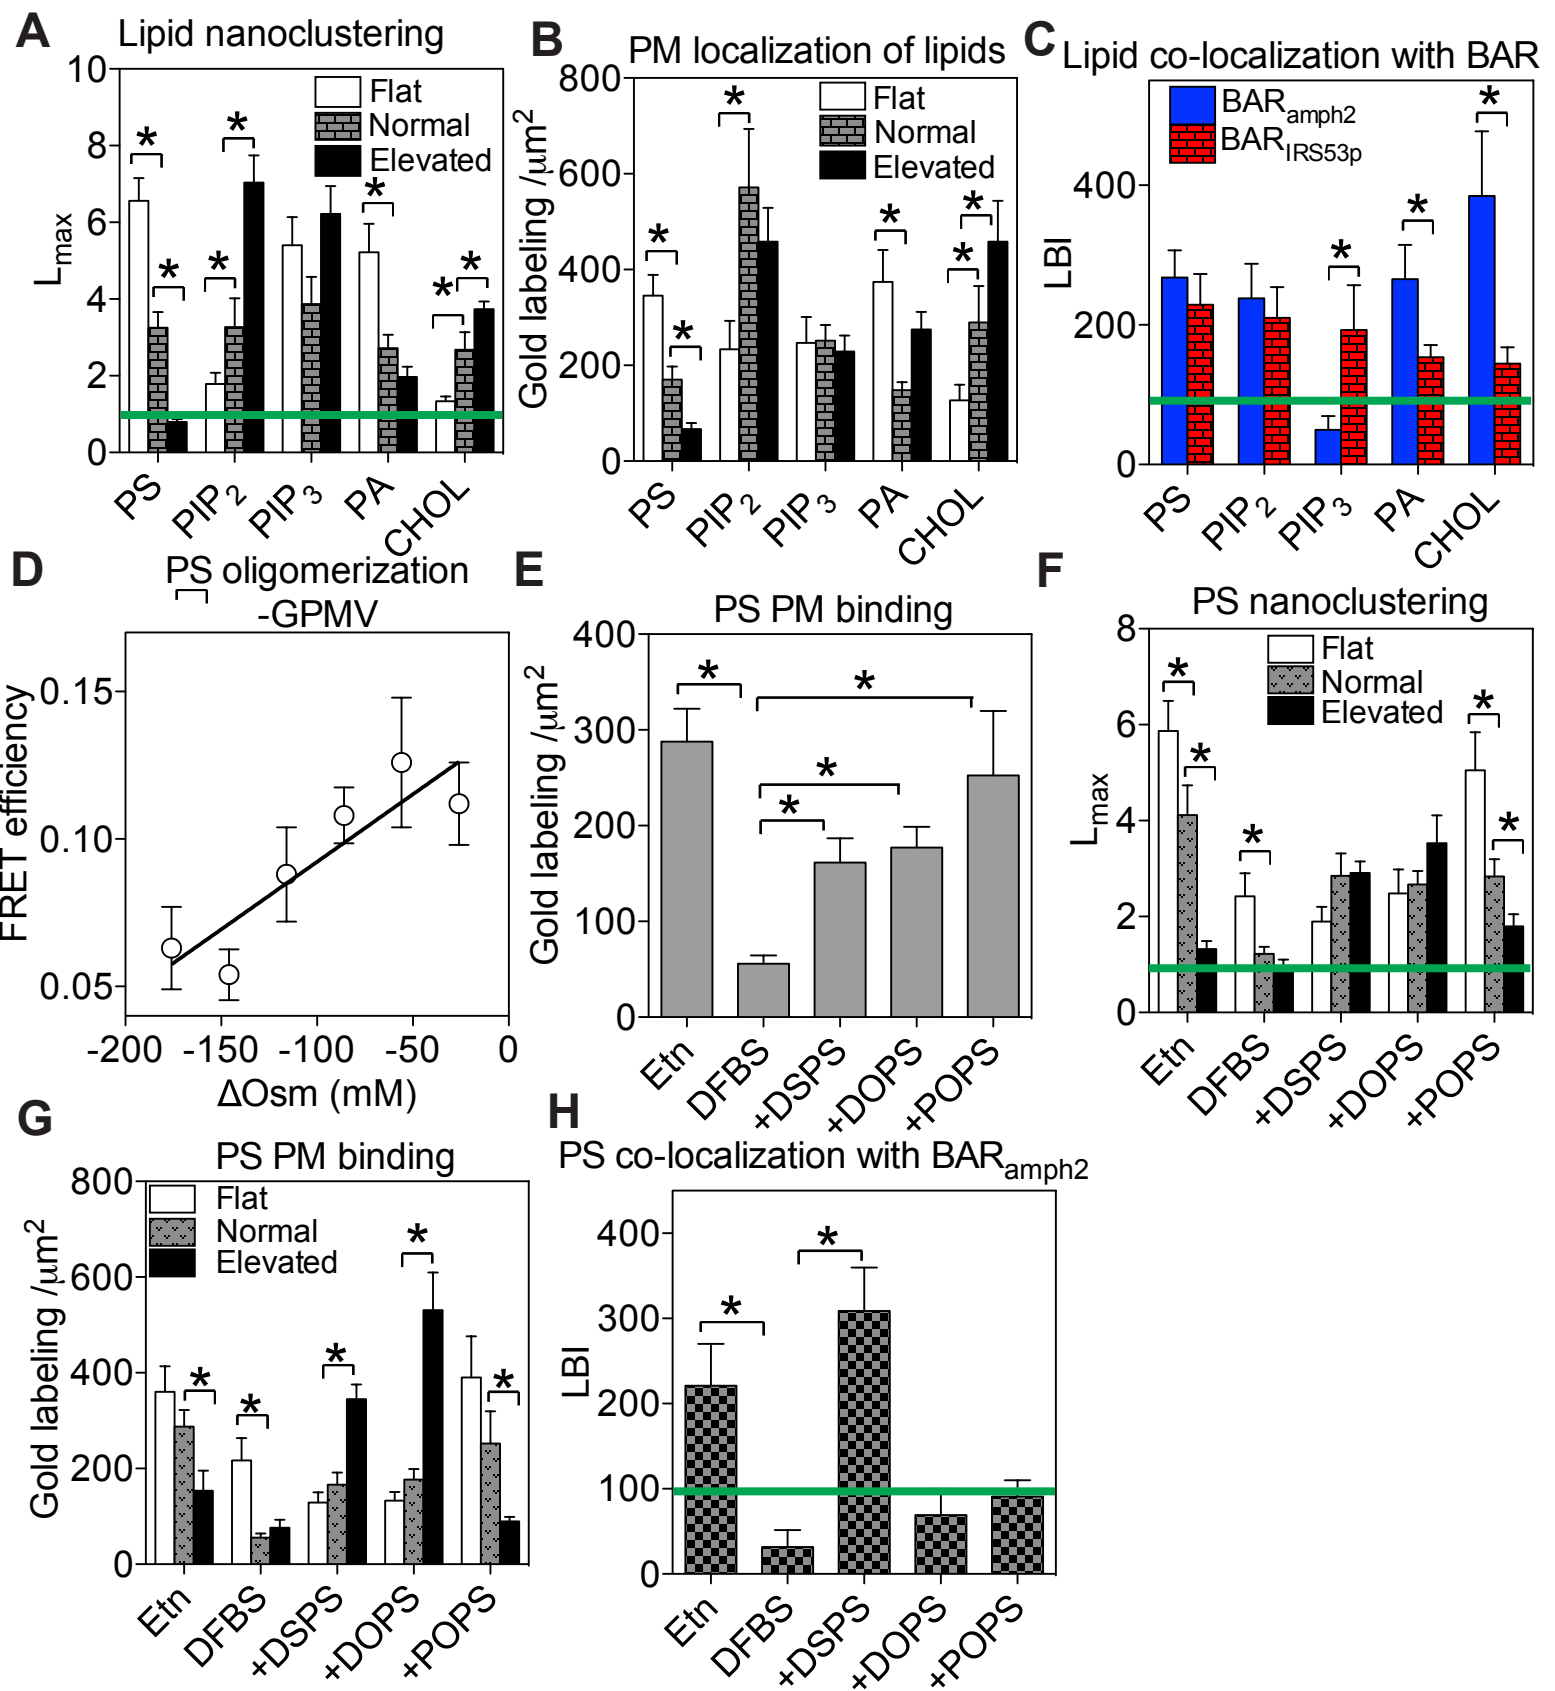 A
Lipid nanoclustering
10
8
6
4
2
0
L_max
Flat
Normal
Elevated
* * * * * * *
PS
PIP2
PIP3
PA
CHOL
B
PM localization of lipids
800
600
400
200
0
Gold labeling /μm²
Flat
Normal
Elevated
* * * * * *
PS
PIP2
PIP3
PA
CHOL
C
Lipid co-localization with BAR
400
200
0
LBI
BARamph2
BARIRS53p
* * *
PS
PIP2
PIP3
PA
CHOL
D
PS oligomerization
-GPMV
0.15
0.10
0.05
FRET efficiency
-200 -150 -100 -50 0
ΔOsm (mM)
E
PS PM binding
400
300
200
100
0
Gold labeling /μm²
* * * *
Etn
DFBS
+DSPS
+DOPS
+POPS
F
PS nanoclustering
8
6
4
2
0
Lmax
Flat
Normal
Elevated
* * * * *
Etn
DFBS
+DSPS
+DOPS
+POPS
G
PS PM binding
800
600
400
200
0
Gold labeling /μm²
Flat
Normal
Elevated
* * * * *
Etn
DFBS
+DSPS
+DOPS
+POPS
H
PS co-localization with BARamph2
400
300
200
100
0
LBI
* *
Etn
DFBS
+DSPS
+DOPS
+POPS